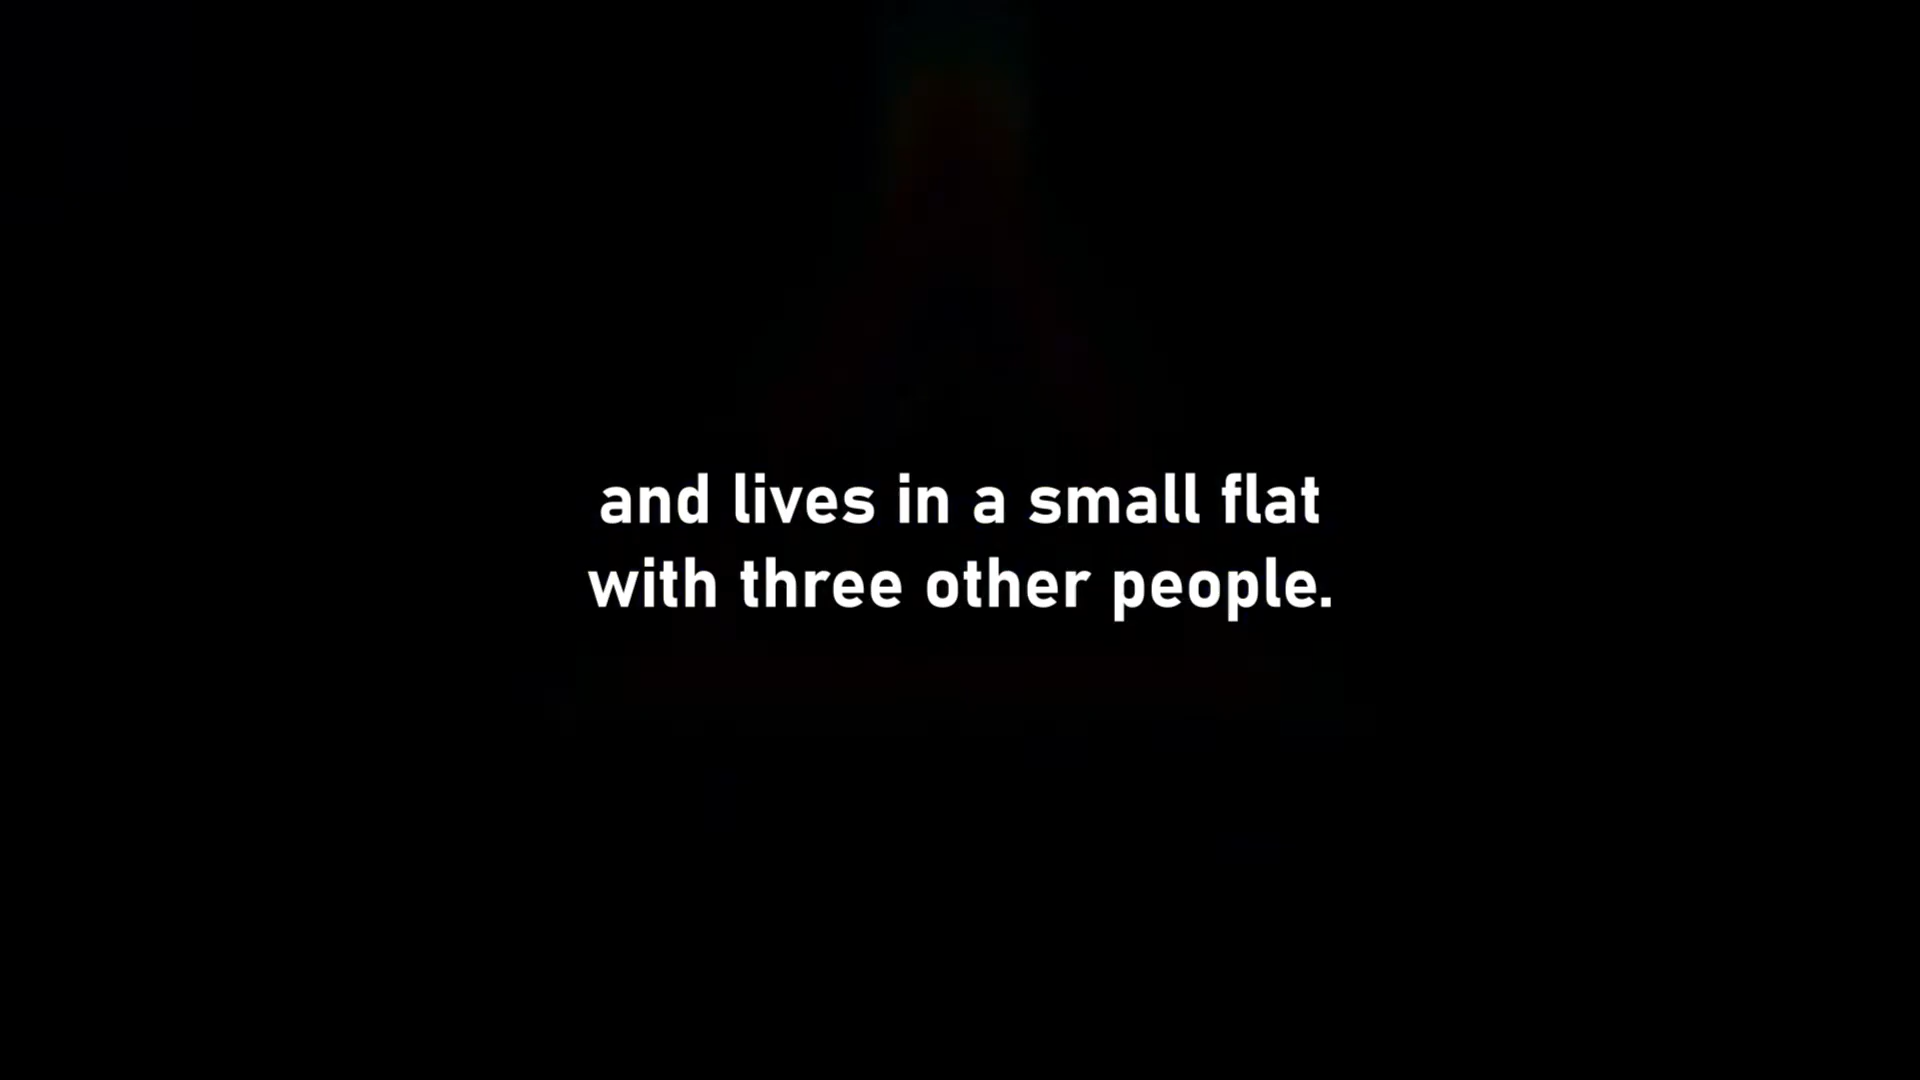 and lives in a small flat
with three other people.